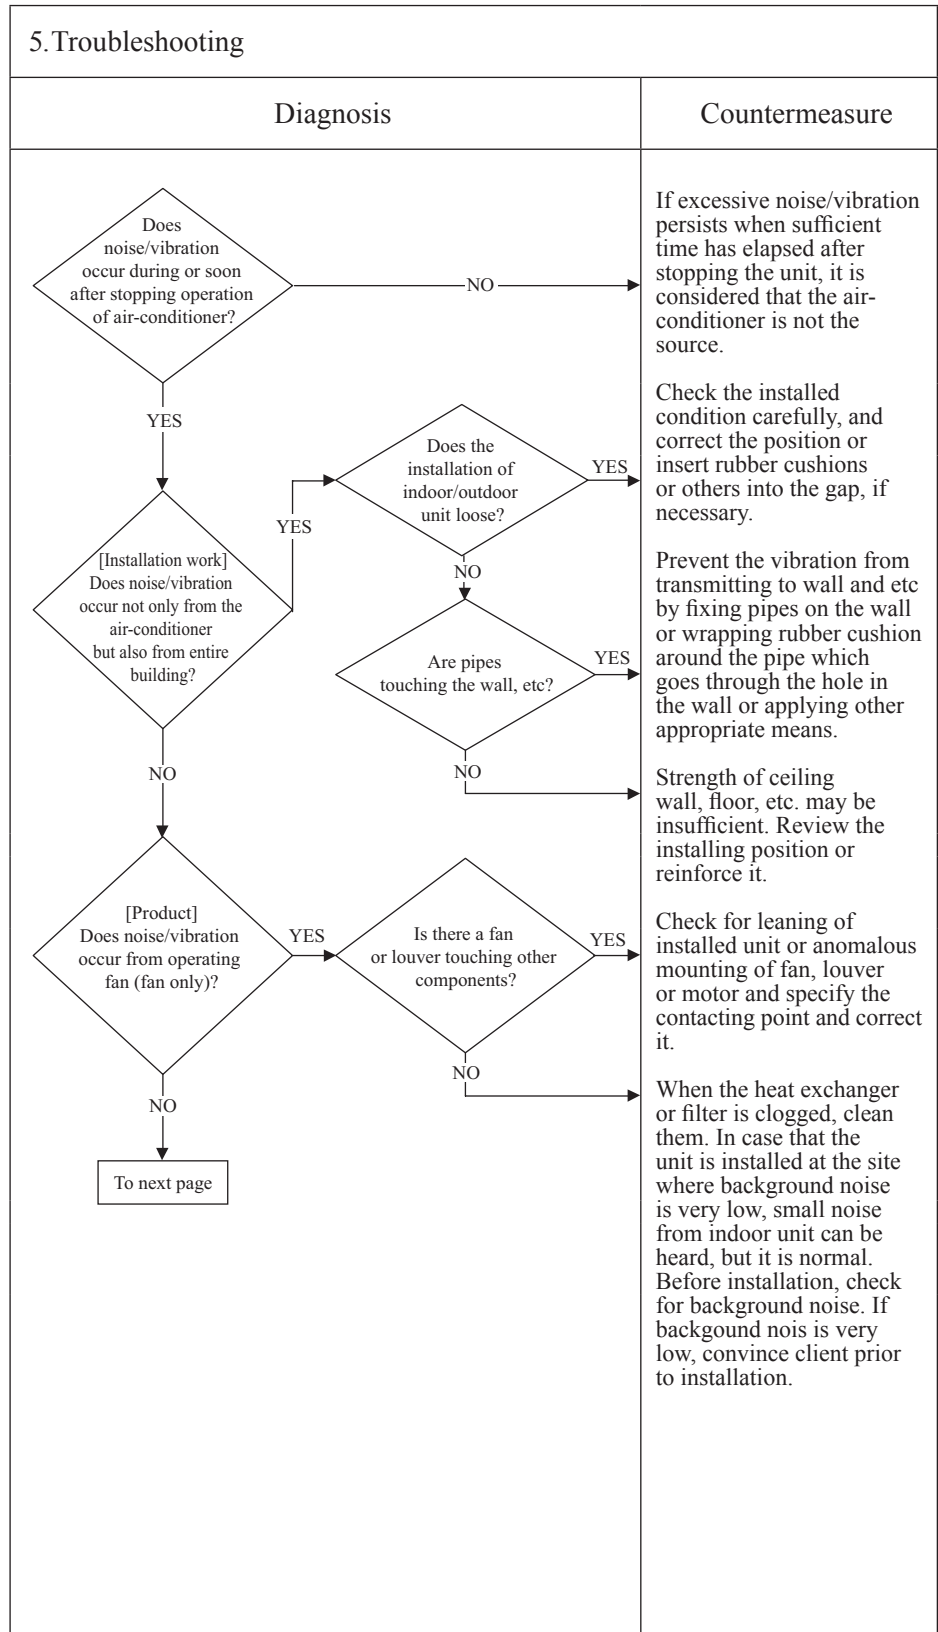 5.Troubleshooting
Diagnosis
Countermeasure
Does
noise/vibration
occur during or soon
after stopping operation
of air-conditioner?
NO
If excessive noise/vibration
persists when sufficient
time has elapsed after
stopping the unit, it is
considered that the air-
conditioner is not the
source.
YES
[Installation work]
Does noise/vibration
occur not only from the
air-conditioner
but also from entire
building?
YES
Does the
installation of
indoor/outdoor
unit loose?
YES
Check the installed
condition carefully, and
correct the position or
insert rubber cushions
or others into the gap, if
necessary.
NO
Are pipes
touching the wall, etc?
YES
Prevent the vibration from
transmitting to wall and etc
by fixing pipes on the wall
or wrapping rubber cushion
around the pipe which
goes through the hole in
the wall or applying other
appropriate means.
NO
Strength of ceiling
wall, floor, etc. may be
insufficient. Review the
installing position or
reinforce it.
NO
[Product]
Does noise/vibration
occur from operating
fan (fan only)?
YES
Is there a fan
or louver touching other
components?
YES
Check for leaning of
installed unit or anomalous
mounting of fan, louver
or motor and specify the
contacting point and correct
it.
NO
When the heat exchanger
or filter is clogged, clean
them. In case that the
unit is installed at the site
where background noise
is very low, small noise
from indoor unit can be
heard, but it is normal.
Before installation, check
for background noise. If
backgound nois is very
low, convince client prior
to installation.
NO
To next page